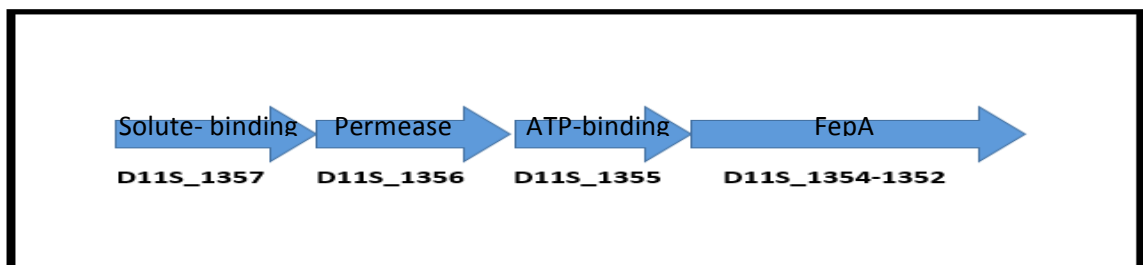 Solute- binding Permease ATP-binding FepA
D11S_1357 D11S_1356 D11S_1355 D11S_1354-1352